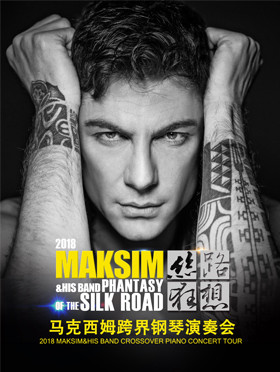 2018
MAKSIM
&HIS BAND PHANTASY
OF THE SILK ROAD
丝路
狂想
马克西姆跨界钢琴演奏会
2018 MAKSIM&HIS BAND CROSSOVER PIANO CONCERT TOUR